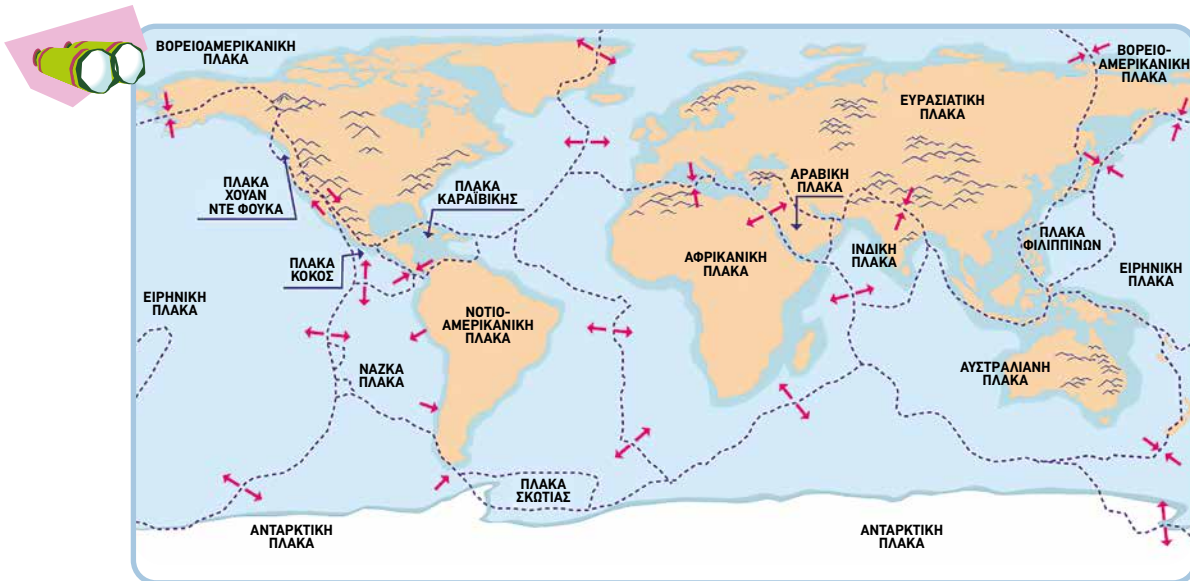 ΒΟΡΕΙΟΑΜΕΡΙΚΑΝΙΚΗ
ΠΛΑΚΑ
ΒΟΡΕΙΟ-
ΑΜΕΡΙΚΑΝΙΚΗ
ΠΛΑΚΑ
ΕΥΡΑΣΙΑΤΙΚΗ
ΠΛΑΚΑ
ΠΛΑΚΑ
ΧΟΥΑΝ
ΝΤΕ ΦΟΥΚΑ
ΠΛΑΚΑ
ΚΑΡΑΪΒΙΚΗΣ
ΑΡΑΒΙΚΗ
ΠΛΑΚΑ
ΠΛΑΚΑ
ΚΟΚΟΣ
ΑΦΡΙΚΑΝΙΚΗ
ΠΛΑΚΑ
ΙΝΔΙΚΗ
ΠΛΑΚΑ
ΠΛΑΚΑ
ΦΙΛΙΠΠΙΝΩΝ
ΕΙΡΗΝΙΚΗ
ΠΛΑΚΑ
ΕΙΡΗΝΙΚΗ
ΠΛΑΚΑ
ΝΟΤΙΟ-
ΑΜΕΡΙΚΑΝΙΚΗ
ΠΛΑΚΑ
ΝΑΖΚΑ
ΠΛΑΚΑ
ΑΥΣΤΡΑΛΙΑΝΗ
ΠΛΑΚΑ
ΠΛΑΚΑ
ΣΚΩΤΙΑΣ
ΑΝΤΑΡΚΤΙΚΗ
ΠΛΑΚΑ
ΑΝΤΑΡΚΤΙΚΗ
ΠΛΑΚΑ